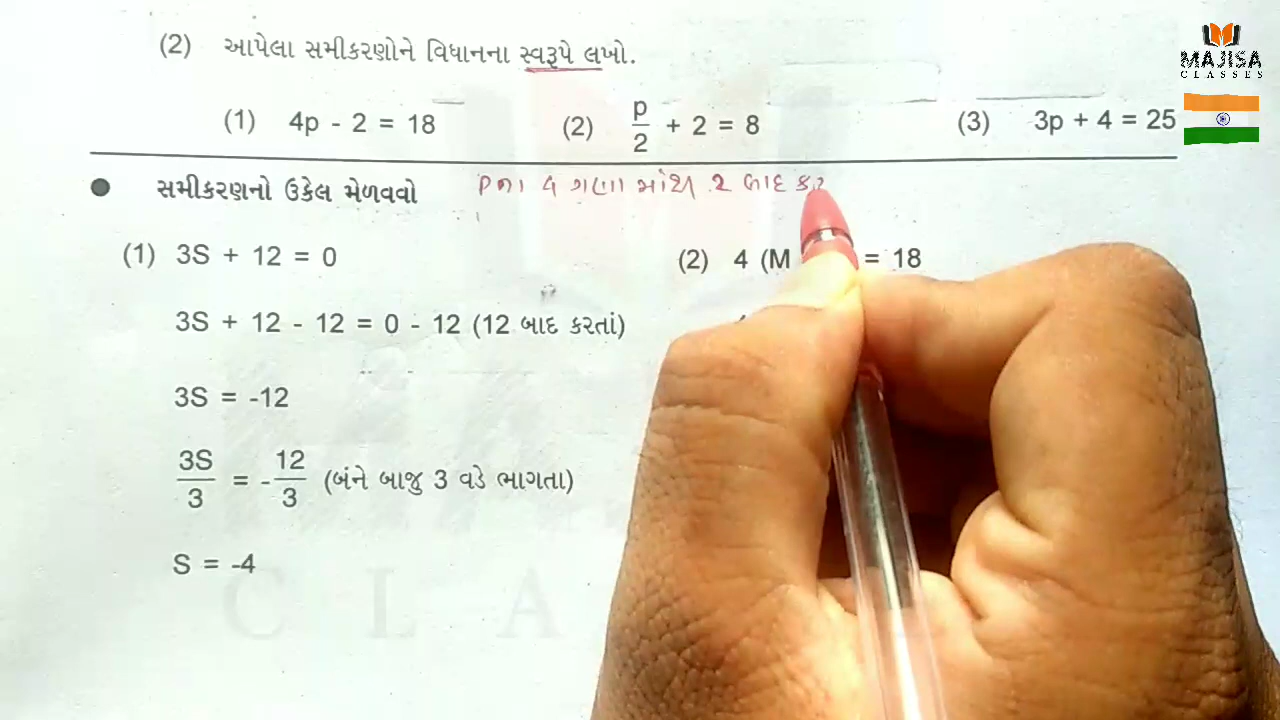 (2) આપેલા સમીકરણોને વિધાનના સ્વરૂપે લખો.
MAJISA
CLASSES
(1) 4p - 2 = 18 (2) p/2 + 2 = 8 (3) 3p + 4 = 25
● સમીકરણનો ઉકેલ મેળવવો
Pના 4 ગણા માંથી 2 બાદ કર
(1) 3S + 12 = 0 (2) 4 (M = 18
3S + 12 - 12 = 0 - 12 (12 બાદ કરતાં)
3S = -12
3S/3 = -12/3 (બંને બાજુ 3 વડે ભાગતા)
S = -4
C L A